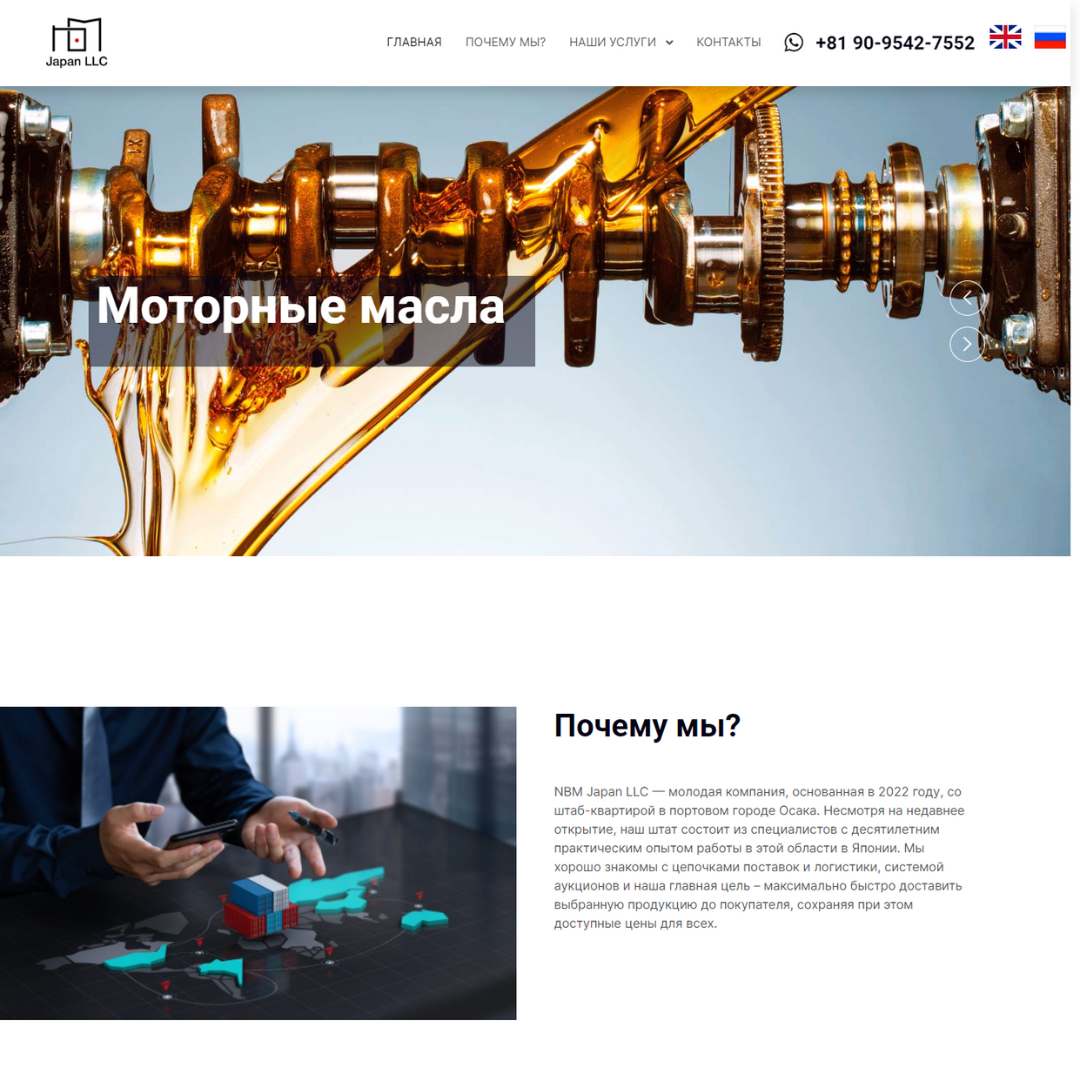 Japan LLC
ГЛАВНАЯ ПОЧЕМУ МЫ? НАШИ УСЛУГИ КОНТАКТЫ +81 90-9542-7552
Моторные масла
Почему мы?
NBM Japan LLC — молодая компания, основанная в 2022 году, со
штаб-квартирой в портовом городе Осака. Несмотря на недавнее
открытие, наш штат состоит из специалистов с десятилетним
практическим опытом работы в этой области в Японии. Мы
хорошо знакомы с цепочками поставок и логистики, системой
аукционов и наша главная цель – максимально быстро доставить
выбранную продукцию до покупателя, сохраняя при этом
доступные цены для всех.